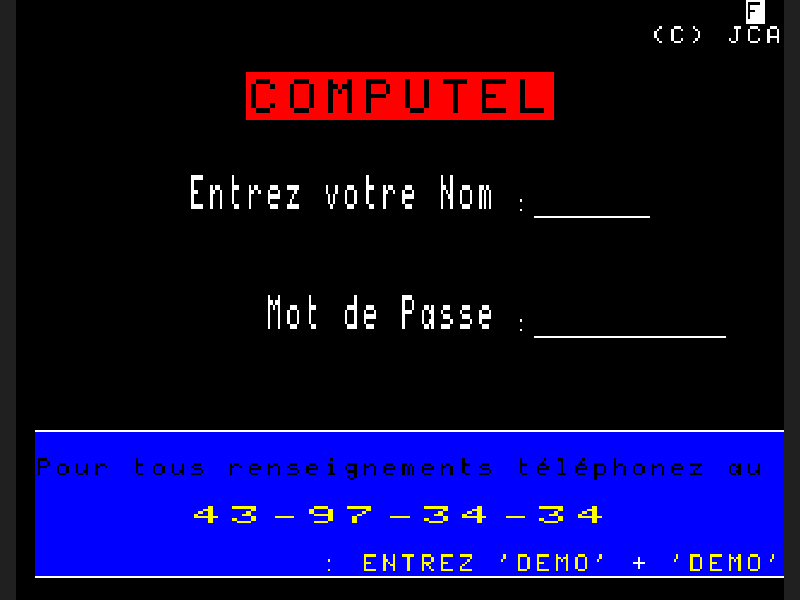 F
(C) JCA
COMPUTEL
Entrez votre Nom :
Mot de Passe :
Pour tous renseignements téléphonez au
43-97-34-34
: ENTREZ 'DEMO' + 'DEMO'